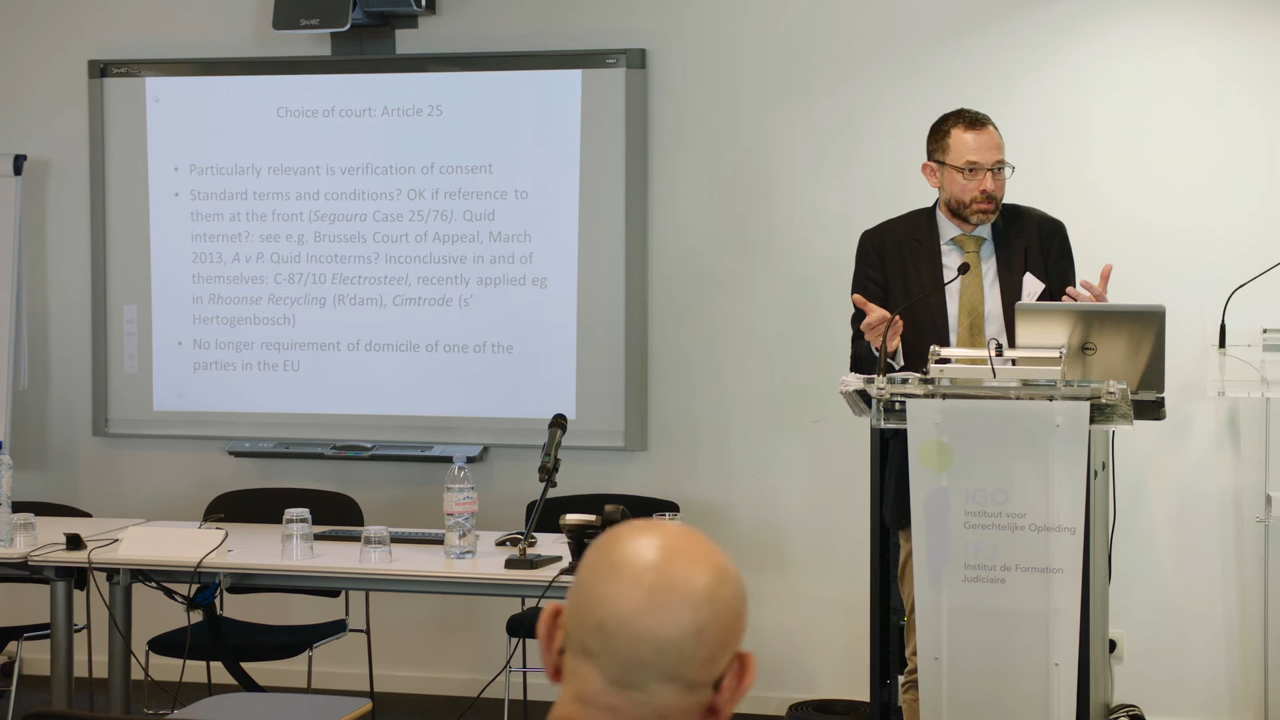 SMART
SMART
Choice of court: Article 25
• Particularly relevant is verification of consent
• Standard terms and conditions? OK if reference to
them at the front (Segoura Case 25/76). Quid
internet?: see e.g. Brussels Court of Appeal, March
2013, A v P. Quid Incoterms? Inconclusive in and of
themselves: C-87/10 Electrosteel, recently applied eg
in Rhoonse Recycling (R'dam), Cimtrode (s'
Hertogenbosch)
• No longer requirement of domicile of one of the
parties in the EU
DELL
IGO
Instituut voor
Gerechtelijke Opleiding
IFJ
Institut de Formation
Judiciaire